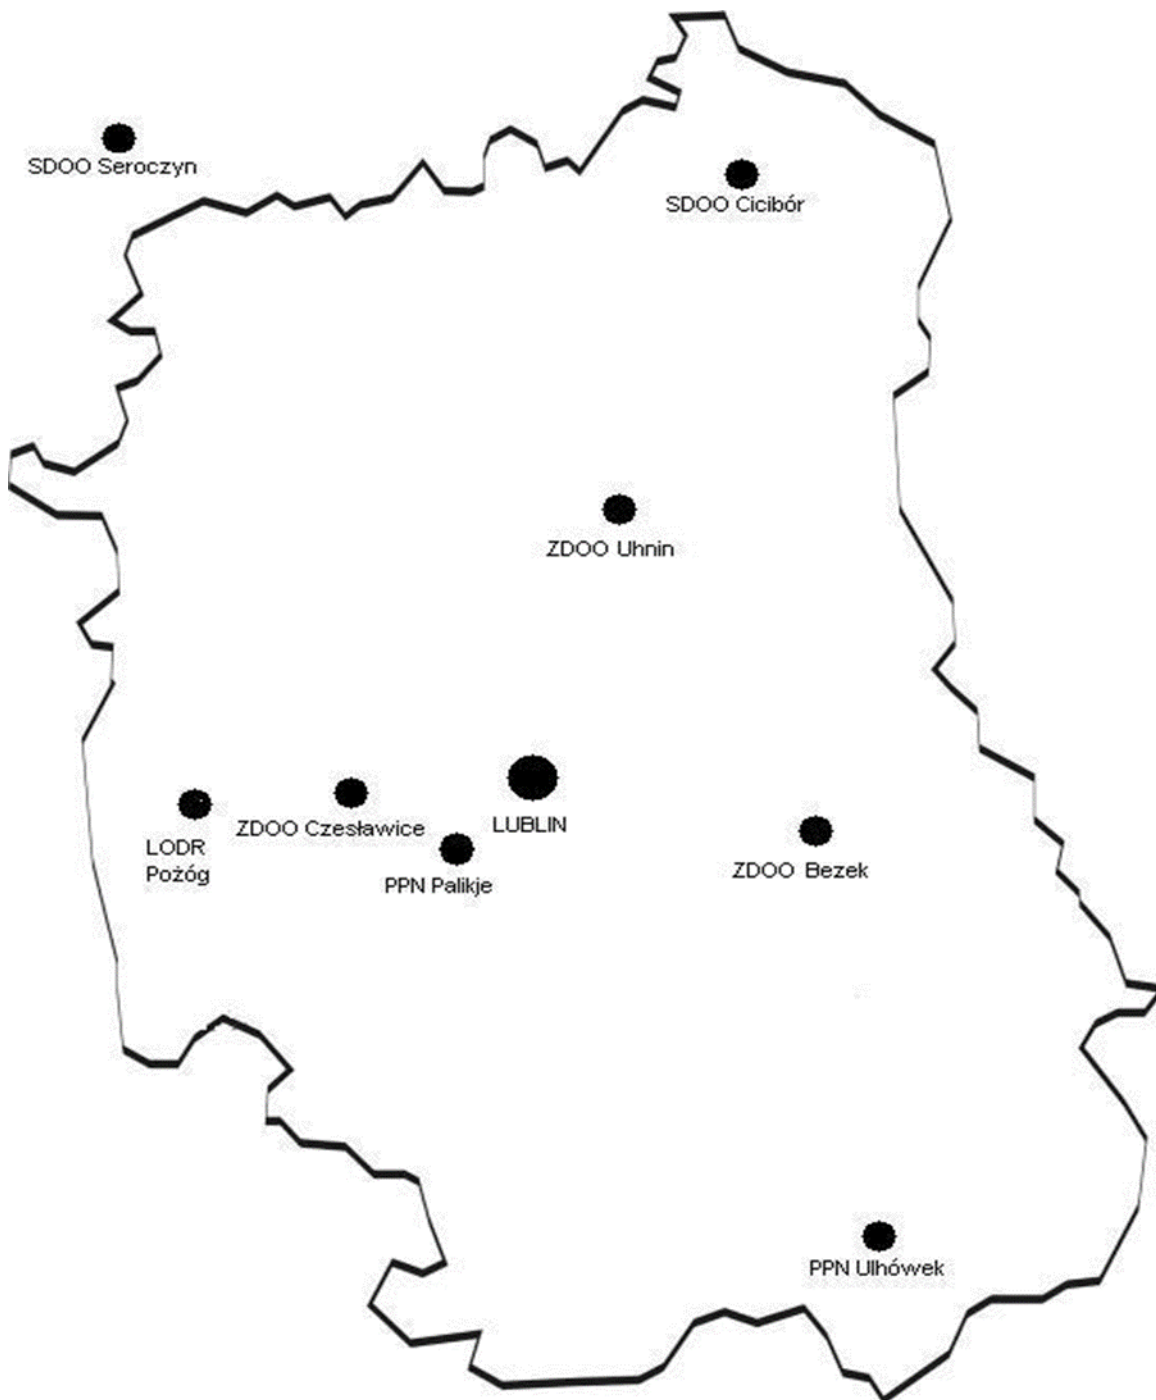 SDOO Seroczyn
SDOO Cicibór
ZDOO Uhnin
LUBLIN
ZDOO Czesławice
LODR
Pożóg
PPN Palikje
ZDOO Bezek
PPN Ulhówek